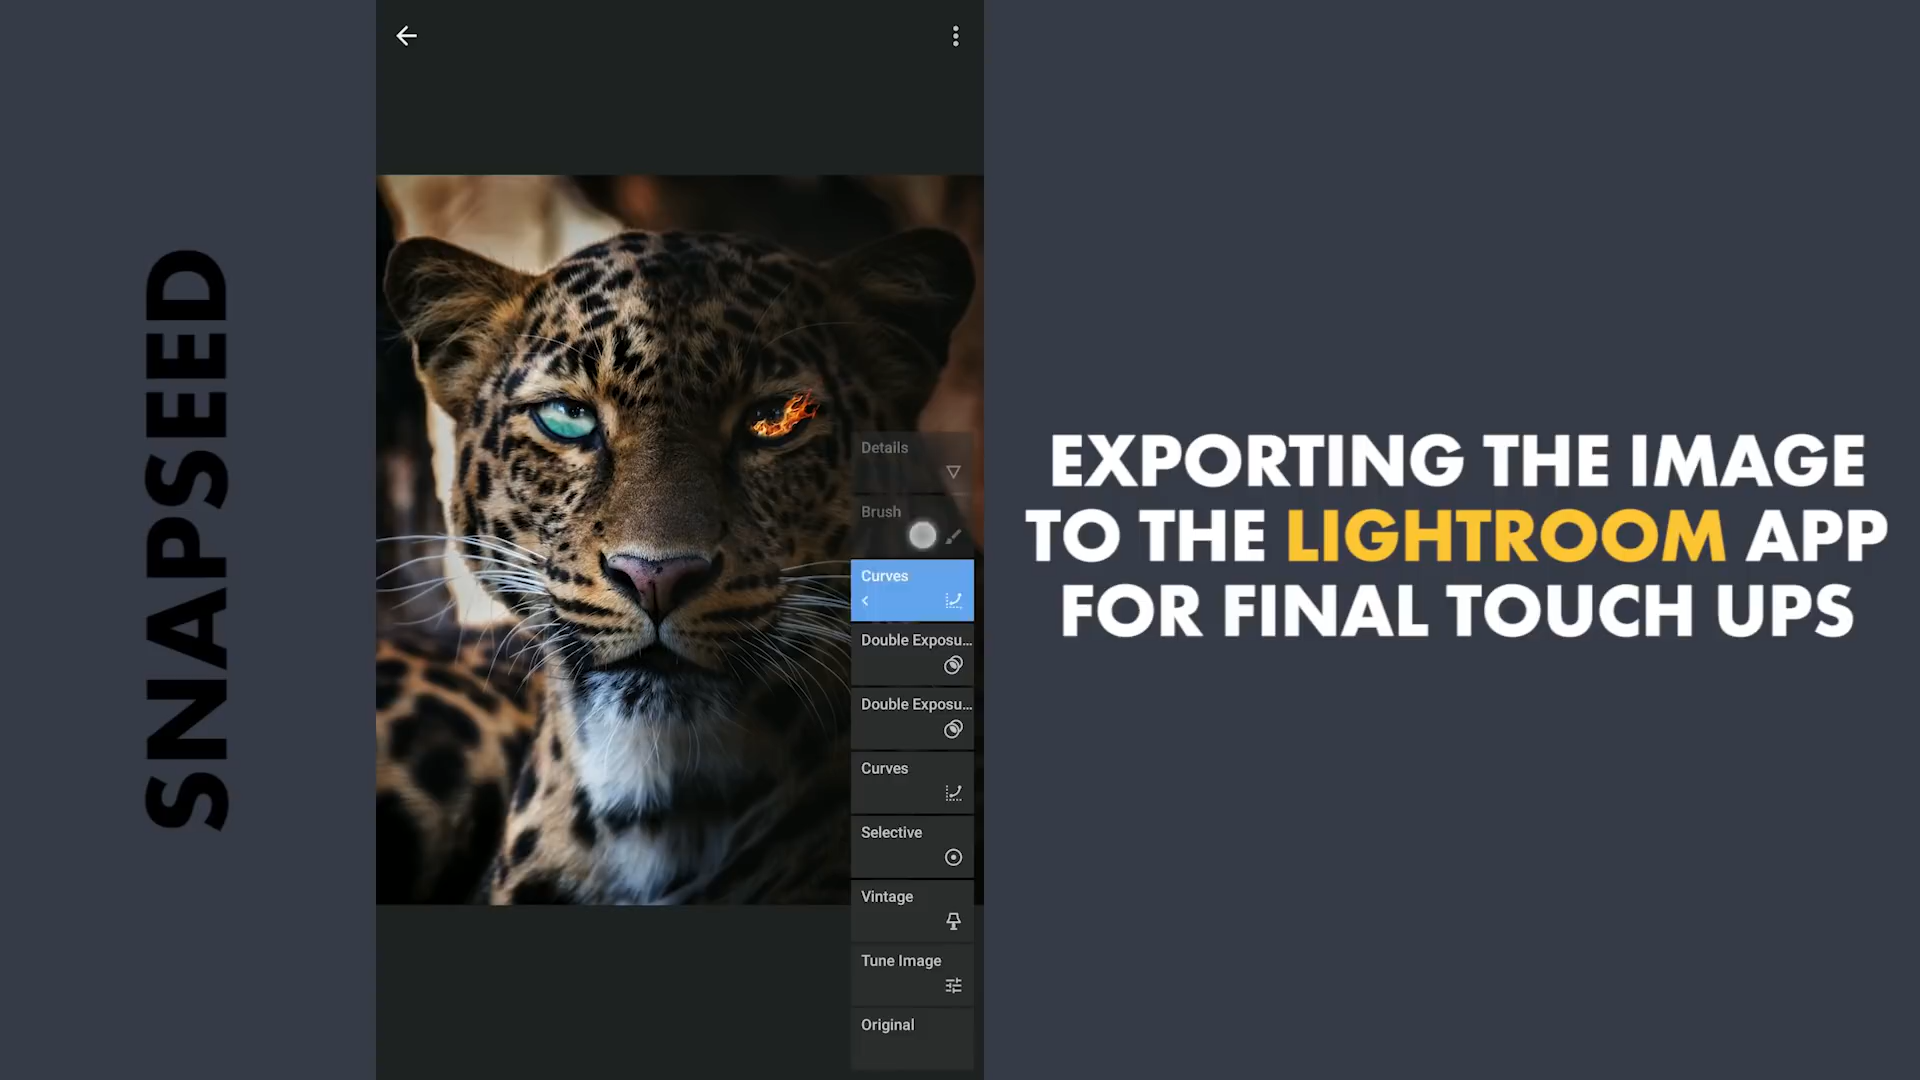 SNAPSEED
Details
Brush
Curves
Double Exposu...
Double Exposu...
Curves
Selective
Vintage
Tune Image
Original
EXPORTING THE IMAGE
TO THE LIGHTROOM APP
FOR FINAL TOUCH UPS